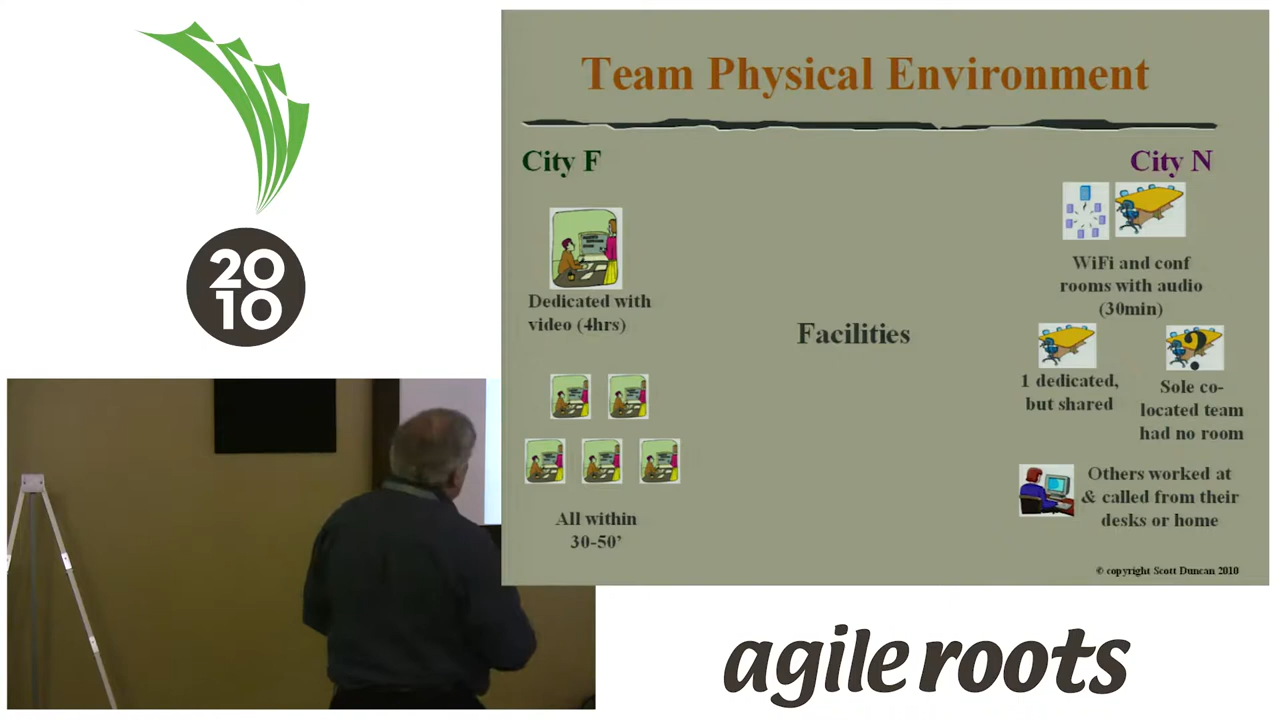 20
10
Team Physical Environment
City F
City N
Dedicated with
video (4hrs)
All within
30-50’
Facilities
WiFi and conf
rooms with audio
(30min)
1 dedicated,
but shared
?
Sole co-
located team
had no room
Others worked at
& called from their
desks or home
© copyright Scott Duncan 2010
agile roots